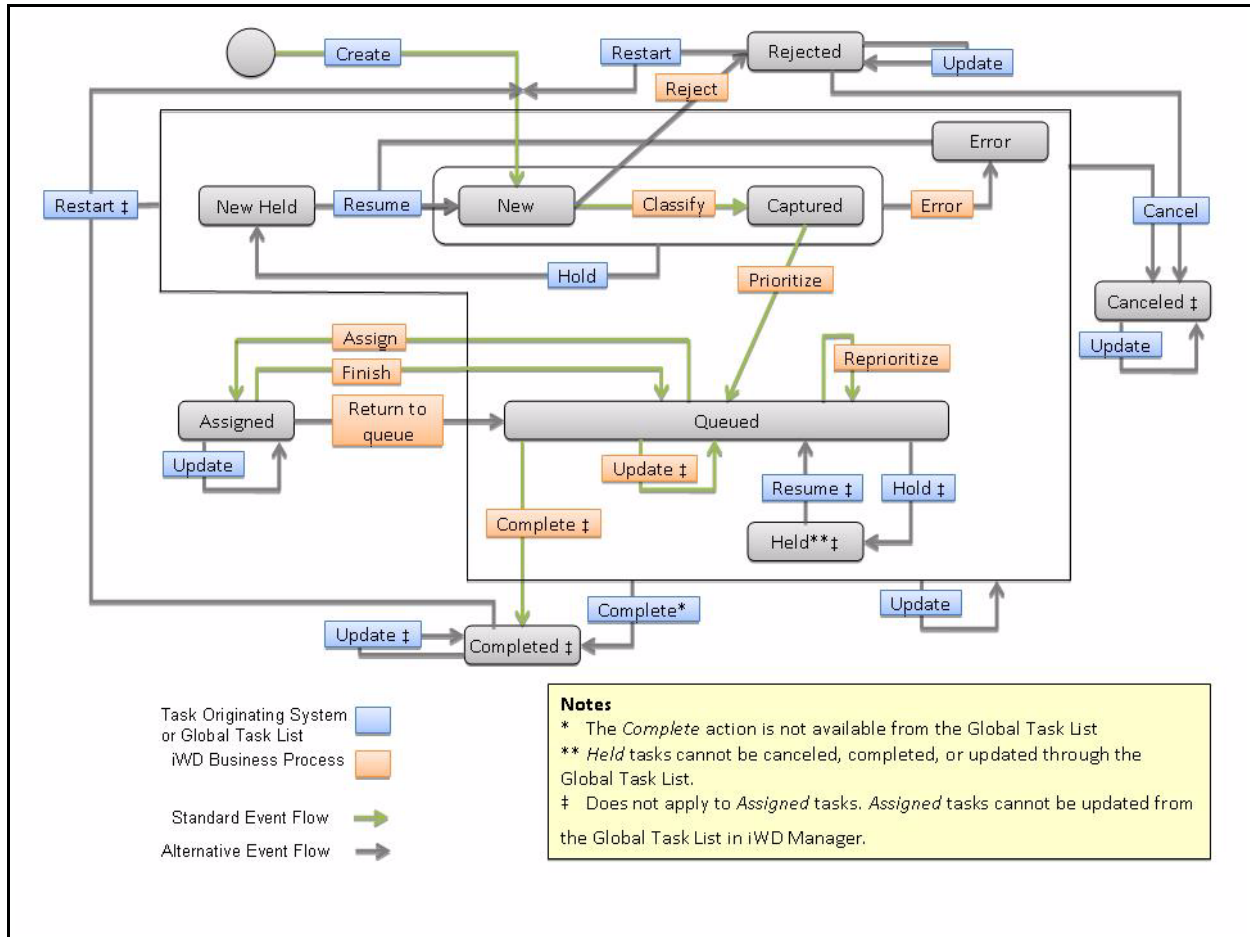 Create
Restart
Rejected
Update
Reject
Error
Restart ‡
New Held
Resume
New
Classify
Captured
Error
Cancel
Hold
Prioritize
Canceled ‡
Update
Assign
Reprioritize
Finish
Assigned
Return to
queue
Queued
Update
Update ‡
Resume ‡
Hold ‡
Complete ‡
Held**‡
Complete*
Update
Update ‡
Completed ‡
Task Originating System
or Global Task List
iWD Business Process
Standard Event Flow
Alternative Event Flow
Notes
* The Complete action is not available from the Global Task List
** Held tasks cannot be canceled, completed, or updated through the
Global Task List.
‡ Does not apply to Assigned tasks. Assigned tasks cannot be updated from
the Global Task List in iWD Manager.